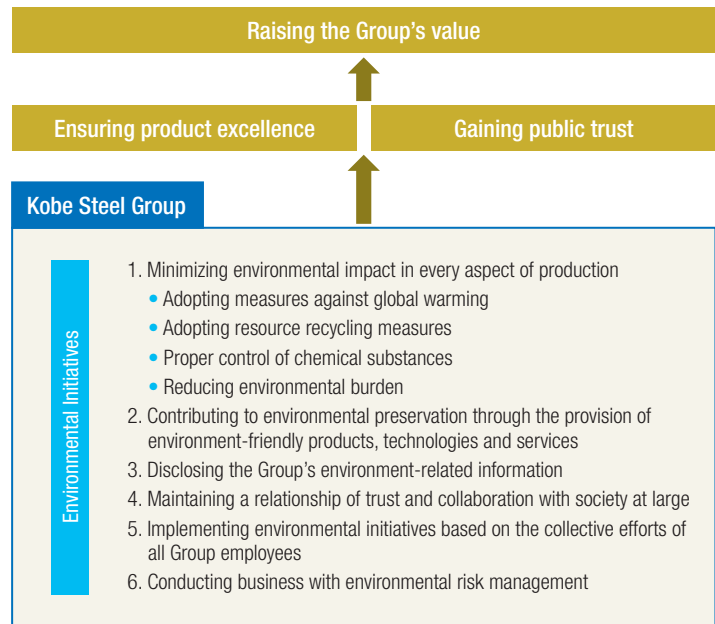 Raising the Group's value
Ensuring product excellence
Gaining public trust
Kobe Steel Group
Environmental Initiatives
1. Minimizing environmental impact in every aspect of production
• Adopting measures against global warming
• Adopting resource recycling measures
• Proper control of chemical substances
• Reducing environmental burden
2. Contributing to environmental preservation through the provision of
environment-friendly products, technologies and services
3. Disclosing the Group's environment-related information
4. Maintaining a relationship of trust and collaboration with society at large
5. Implementing environmental initiatives based on the collective efforts of
all Group employees
6. Conducting business with environmental risk management